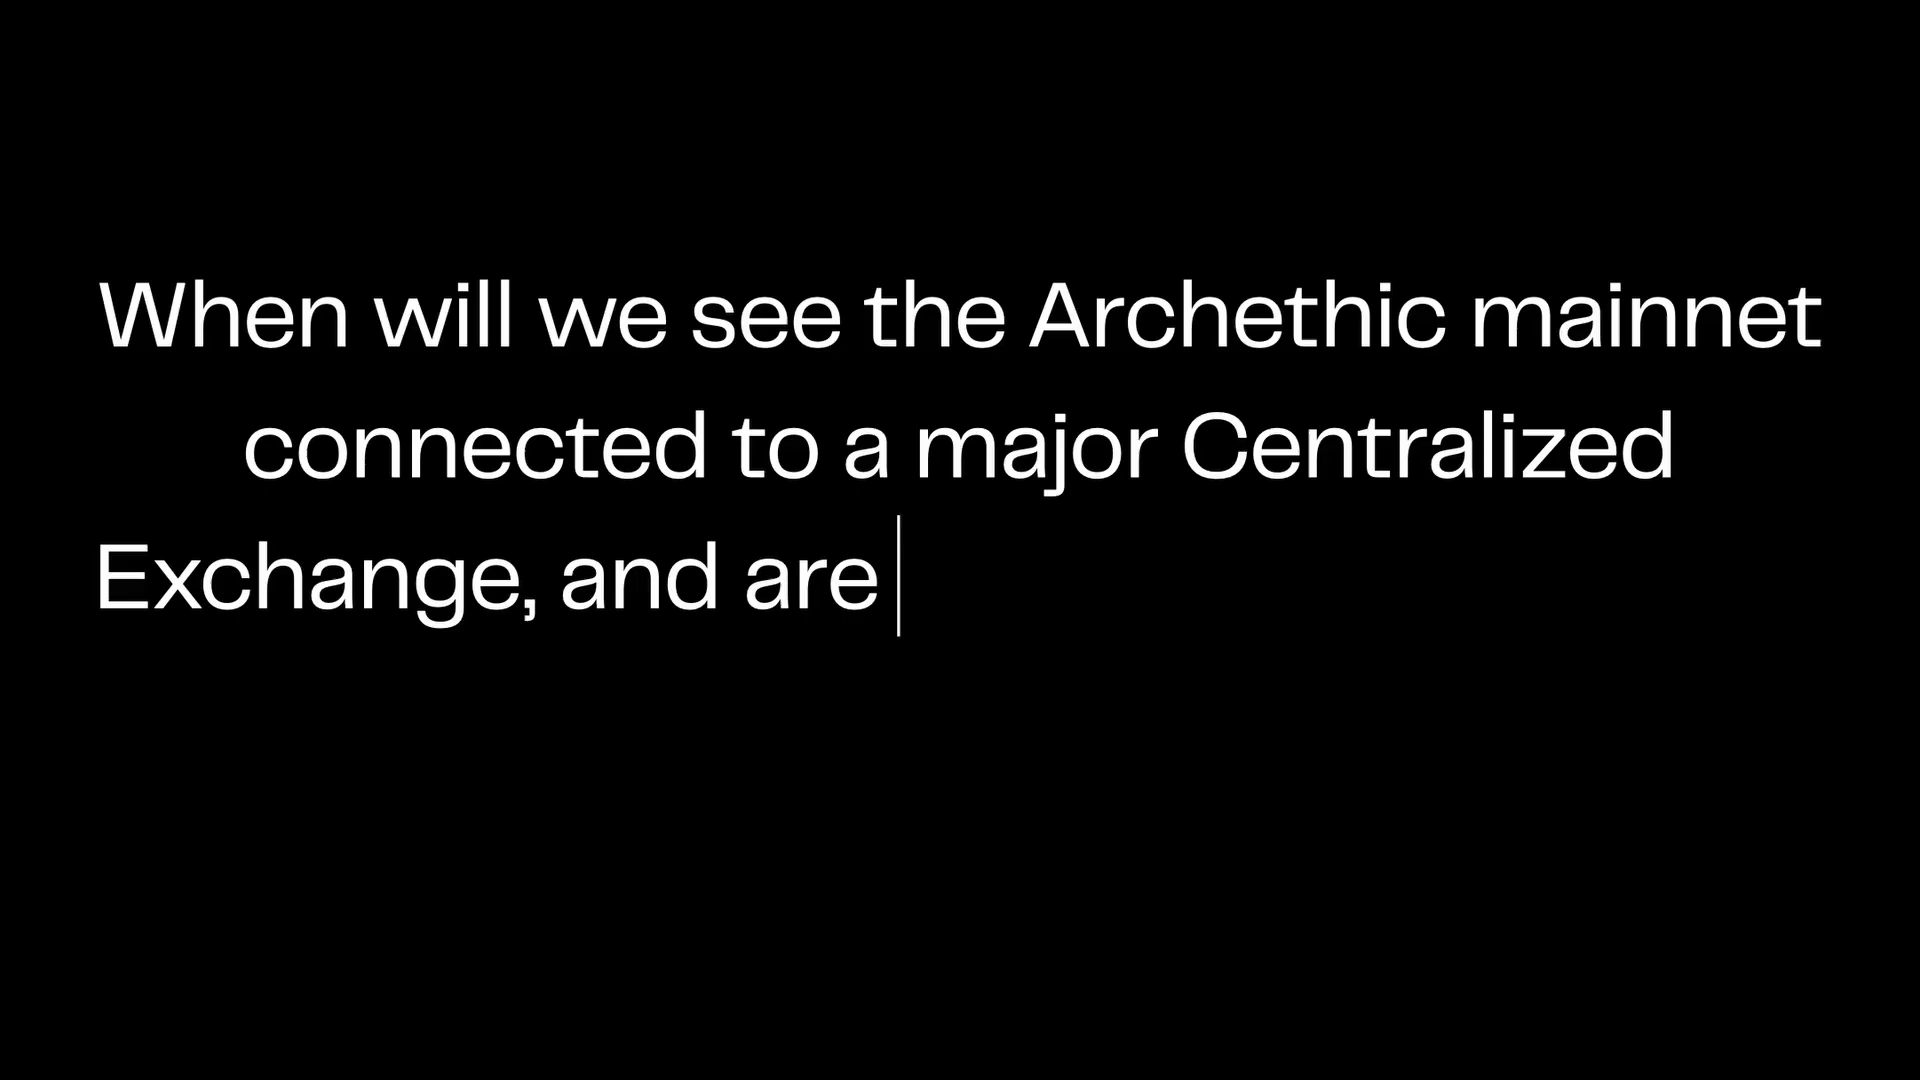 When will we see the Archethic mainnet
connected to a major Centralized
Exchange, and are